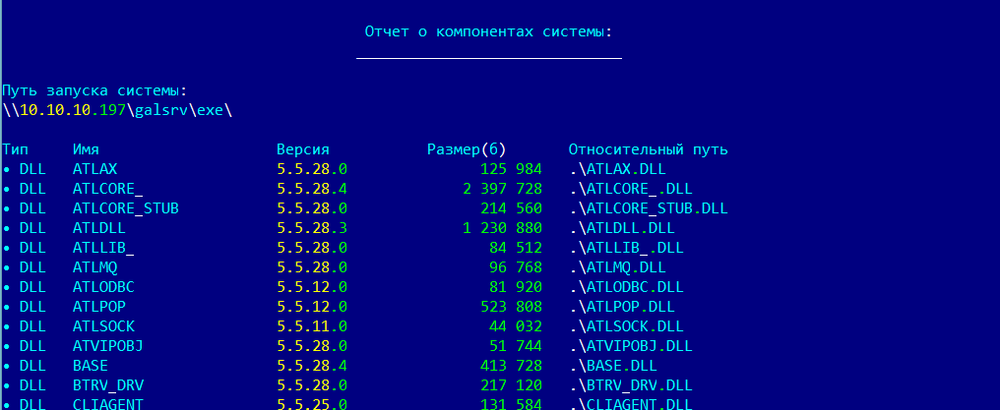 Отчет о компонентах системы:
Путь запуска системы:
\\10.10.10.197\galsrv\exe\
Тип Имя Версия Размер(б) Относительный путь
• DLL ATLAX 5.5.28.0 125 984 .\ATLAX.DLL
• DLL ATLCORE_ 5.5.28.4 2 397 728 .\ATLCORE_.DLL
• DLL ATLCORE_STUB 5.5.28.0 214 560 .\ATLCORE_STUB.DLL
• DLL ATLDLL 5.5.28.3 1 230 880 .\ATLDLL.DLL
• DLL ATLLIB_ 5.5.28.0 84 512 .\ATLLIB_.DLL
• DLL ATLMQ 5.5.28.0 96 768 .\ATLMQ.DLL
• DLL ATLODBC 5.5.12.0 81 920 .\ATLODBC.DLL
• DLL ATLPOP 5.5.12.0 523 808 .\ATLPOP.DLL
• DLL ATLSOCK 5.5.11.0 44 032 .\ATLSOCK.DLL
• DLL ATVIPOBJ 5.5.28.0 51 744 .\ATVIPOBJ.DLL
• DLL BASE 5.5.28.4 413 728 .\BASE.DLL
• DLL BTRV_DRV 5.5.28.0 217 120 .\BTRV_DRV.DLL
• DLL CLIAGENT 5.5.25.0 131 584 .\CLIAGENT.DLL